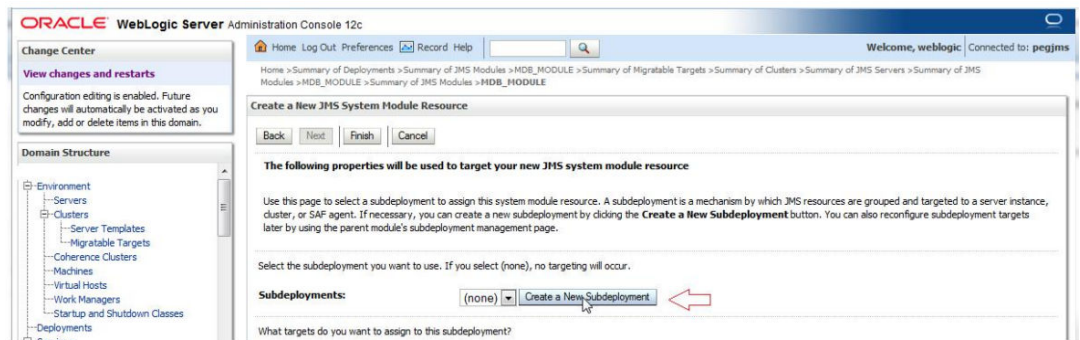 ORACLE WebLogic Server Administration Console 12c
Change Center
View changes and restarts
Configuration editing is enabled. Future
changes will automatically be activated as you
modify, add or delete items in this domain.
Domain Structure
Environment
Servers
Clusters
Server Templates
Migratable Targets
Coherence Clusters
Machines
Virtual Hosts
Work Managers
Startup and Shutdown Classes
Deployments
Home Log Out Preferences Record Help
Welcome, weblogic Connected to: pegjms
Home >Summary of Deployments >Summary of JMS Modules >MDB_MODULE >Summary of Migratable Targets >Summary of Clusters >Summary of JMS Servers >Summary of JMS
Modules >MDB_MODULE >Summary of JMS Modules >MDB_MODULE
Create a New JMS System Module Resource
Back Next Finish Cancel
The following properties will be used to target your new JMS system module resource
Use this page to select a subdeployment to assign this system module resource. A subdeployment is a mechanism by which JMS resources are grouped and targeted to a server instance,
cluster, or SAF agent. If necessary, you can create a new subdeployment by clicking the Create a New Subdeployment button. You can also reconfigure subdeployment targets
later by using the parent module's subdeployment management page.
Select the subdeployment you want to use. If you select (none), no targeting will occur.
Subdeployments: (none) Create a New Subdeployment
What targets do you want to assign to this subdeployment?